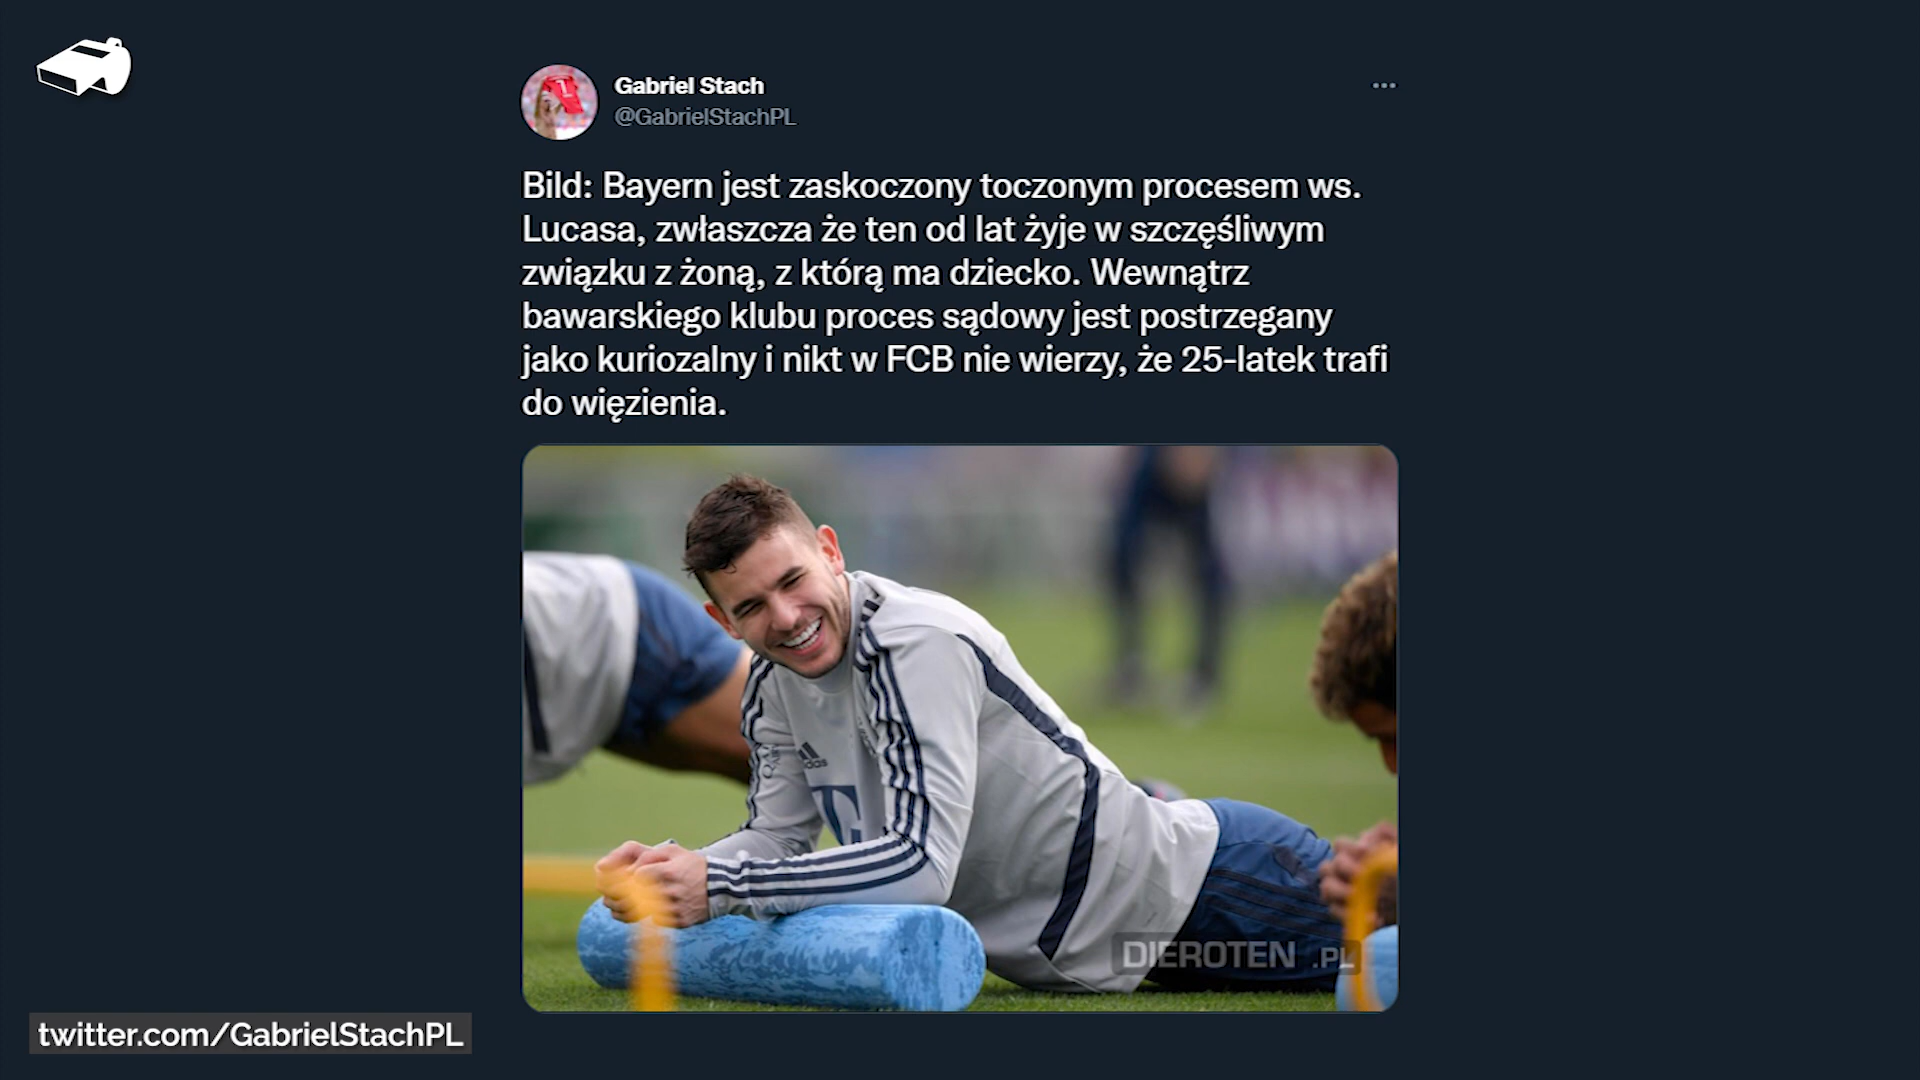 Gabriel Stach
@GabrielStachPL
Bild: Bayern jest zaskoczony toczonym procesem ws.
Lucasa, zwłaszcza że ten od lat żyje w szczęśliwym
związku z żoną, z którą ma dziecko. Wewnątrz
bawarskiego klubu proces sądowy jest postrzegany
jako kuriozalny i nikt w FCB nie wierzy, że 25-latek trafi
do więzienia.
adidas
T
DIEROTEN .PL
twitter.com/GabrielStachPL